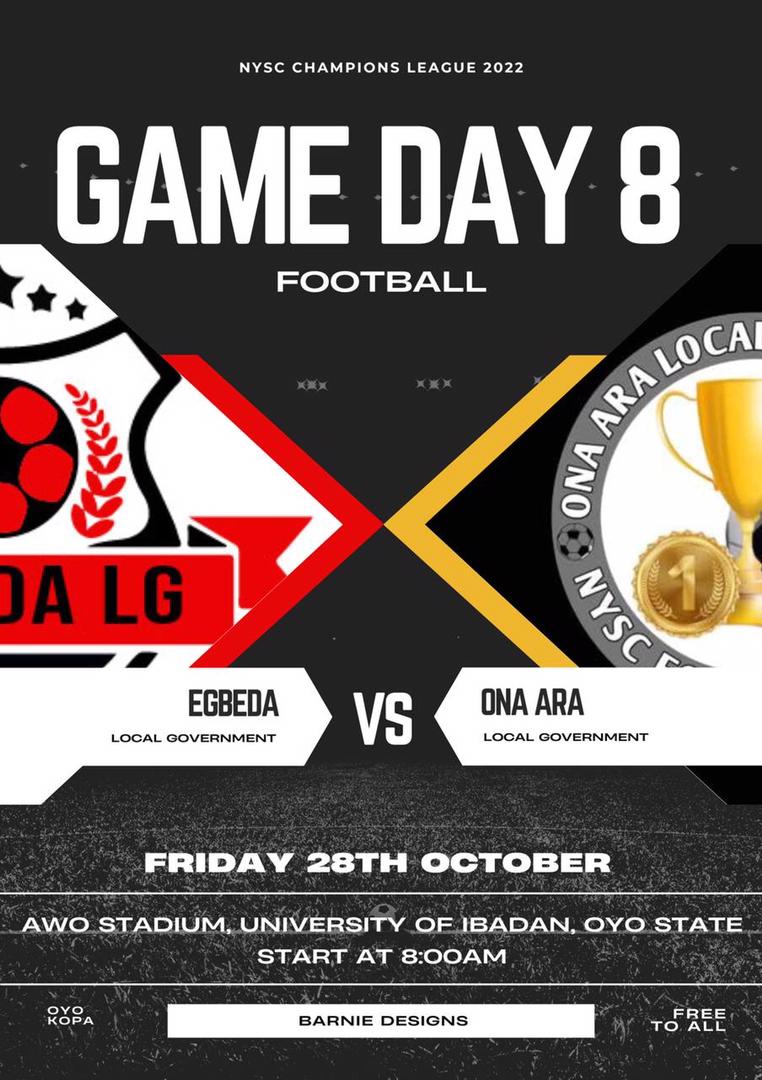 NYSC CHAMPIONS LEAGUE 2022
GAME DAY 8
FOOTBALL
DA LG
ONA ARA LOCAL
1
NYSC
EGBEDA
LOCAL GOVERNMENT
VS
ONA ARA
LOCAL GOVERNMENT
FRIDAY 28TH OCTOBER
AWO STADIUM, UNIVERSITY OF IBADAN, OYO STATE
START AT 8:00AM
OYO
KOPA
BARNIE DESIGNS
FREE
TO ALL